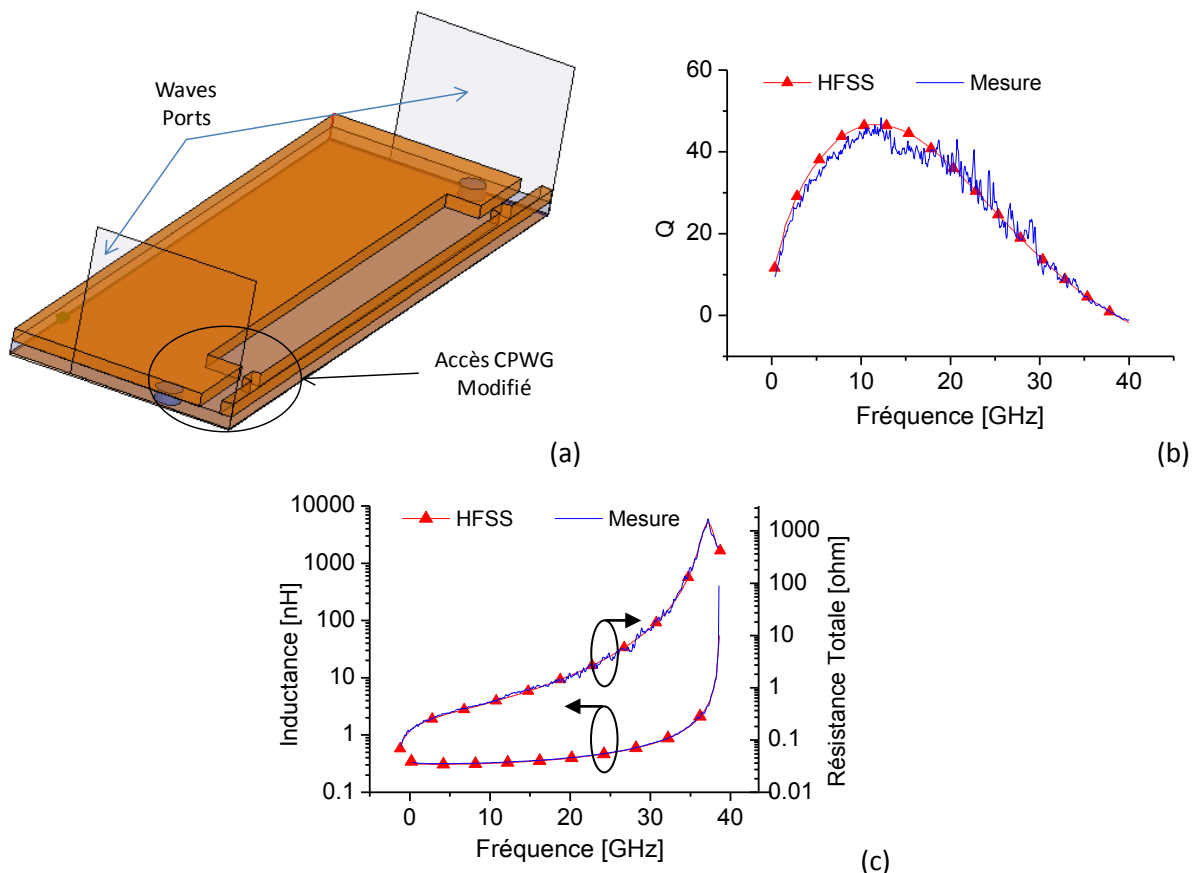 Waves
Ports
Accès CPWG
Modifié
(a)
60
40
20
0
Q
HFSS
Mesure
0 10 20 30 40
Fréquence [GHz]
(b)
10000
1000
100
10
1
0.1
Inductance [nH]
HFSS
Mesure
1000
100
10
1
0.1
0.01
Résistance Totale [ohm]
0 10 20 30 40
Fréquence [GHz]
(c)